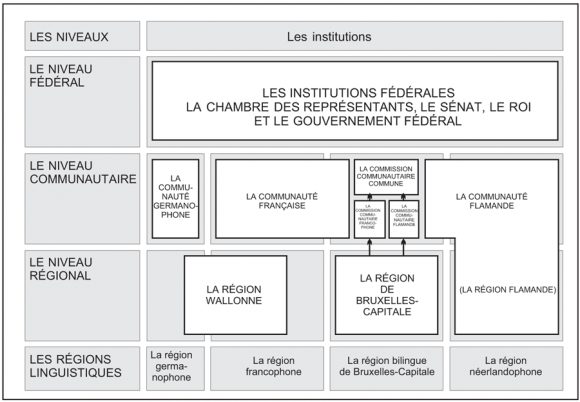 LES NIVEAUX
Les institutions
LE NIVEAU
FÉDÉRAL
LES INSTITUTIONS FÉDÉRALES
LA CHAMBRE DES REPRÉSENTANTS, LE SÉNAT, LE ROI
ET LE GOUVERNEMENT FÉDÉRAL
LE NIVEAU
COMMUNAUTAIRE
LA
COMMU-
NAUTÉ
GERMANO-
PHONE
LA COMMUNAUTÉ
FRANÇAISE
LA COMMISSION
COMMUNAUTAIRE
COMMUNE
LA
COMMISSION
COMMU-
NAUTAIRE
FRANCO-
PHONE
LA
COMMISSION
COMMU-
NAUTAIRE
FLAMANDE
LA COMMUNAUTÉ
FLAMANDE
LE NIVEAU
RÉGIONAL
LA RÉGION
WALLONNE
LA RÉGION
DE
BRUXELLES-
CAPITALE
(LA RÉGION FLAMANDE)
LES RÉGIONS
LINGUISTIQUES
La région
germa-
nophone
La région
francophone
La région bilingue
de Bruxelles-Capitale
La région
néerlandophone